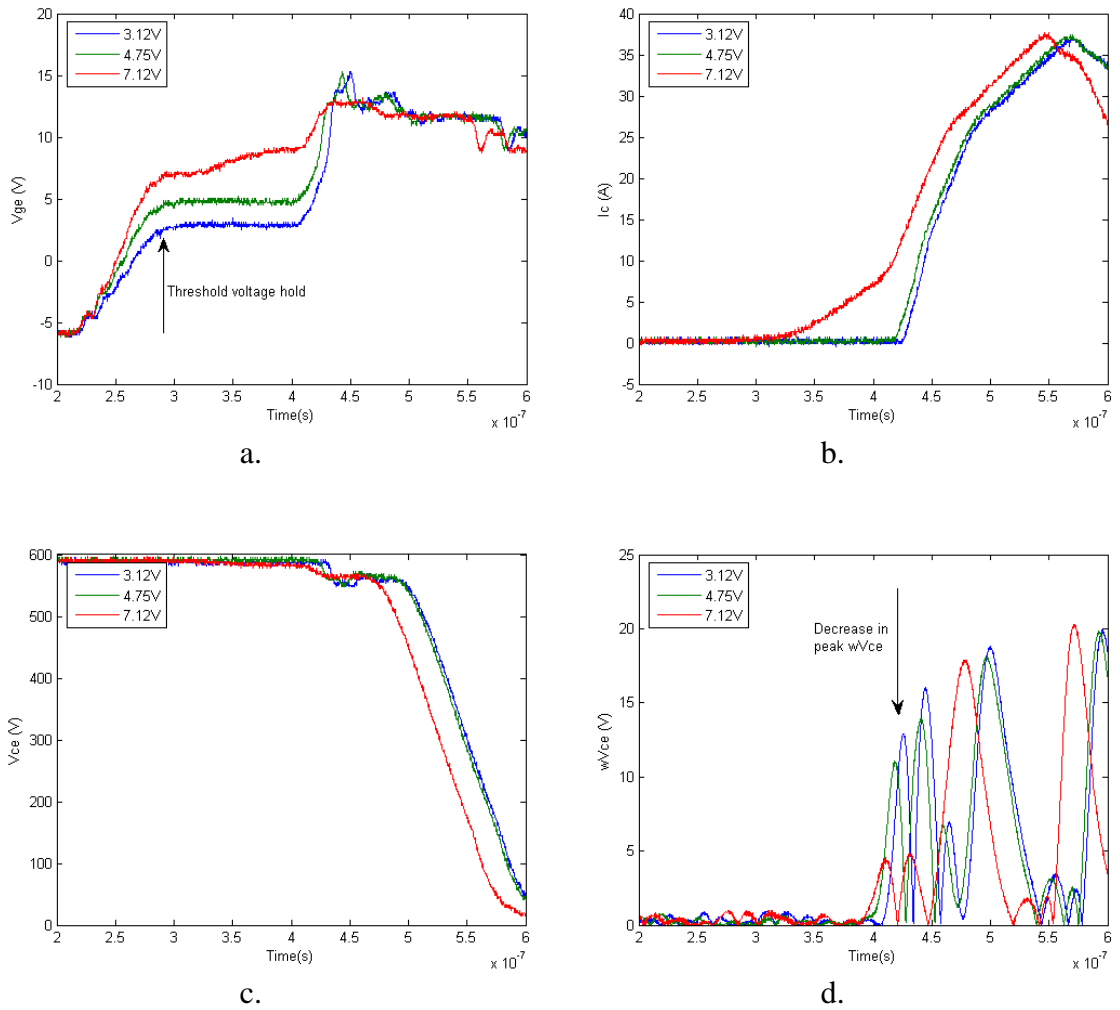 3.12V
4.75V
7.12V
20
15
10
5
0
-5
-10
Vge (V)
Threshold voltage hold
2 2.5 3 3.5 4 4.5 5 5.5 6
Time(s)
x 10^-7
a.
3.12V
4.75V
7.12V
40
35
30
25
20
15
10
5
0
-5
Ic (A)
2 2.5 3 3.5 4 4.5 5 5.5 6
Time(s)
x 10^-7
b.
3.12V
4.75V
7.12V
600
500
400
300
200
100
0
Vce (V)
2 2.5 3 3.5 4 4.5 5 5.5 6
Time(s)
x 10^-7
c.
3.12V
4.75V
7.12V
25
20
15
10
5
0
wVce (V)
Decrease in
peak wVce
2 2.5 3 3.5 4 4.5 5 5.5 6
Time(s)
x 10^-7
d.